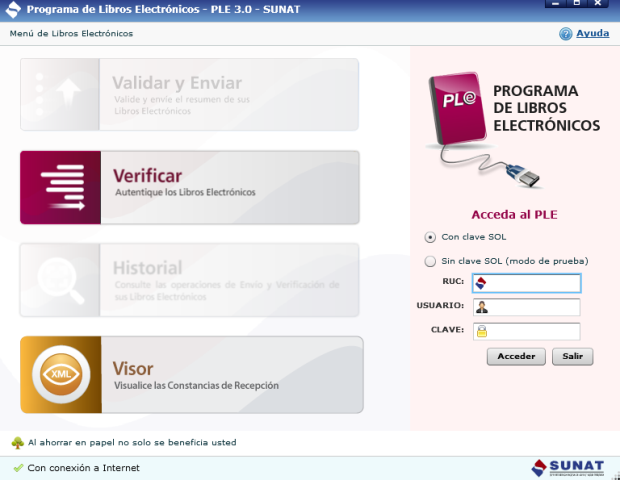 Programa de Libros Electrónicos - PLE 3.0 - SUNAT
Menú de Libros Electrónicos
Ayuda
Validar y Enviar
Valide y envíe el resumen de sus
Libros Electrónicos
Verificar
Autentique los Libros Electrónicos
Historial
Consulte las operaciones de Envío y Verificación de
sus Libros Electrónicos
XML
Visor
Visualice las Constancias de Recepción
PLe
PROGRAMA
DE LIBROS
ELECTRÓNICOS
Acceda al PLE
Con clave SOL
Sin clave SOL (modo de prueba)
RUC:
USUARIO:
CLAVE:
Acceder
Salir
Al ahorrar en papel no solo se beneficia usted
Con conexión a Internet
SUNAT